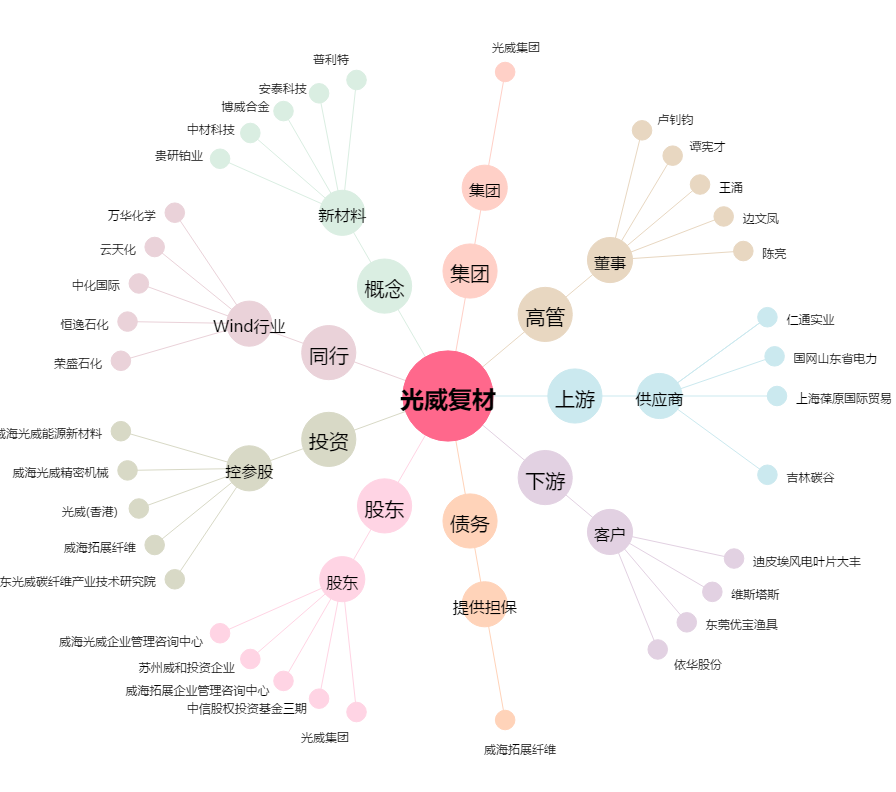 光威集团
普利特
安泰科技
博威合金
中材科技
贵研铂业
卢钊钧
谭宪才
王涌
边文凤
陈亮
集团
新材料
万华化学
云天化
中化国际
恒逸石化
荣盛石化
集团
概念
董事
高管
Wind行业
同行
仁通实业
国网山东省电力
上海葆原国际贸易
吉林碳谷
光威复材
上游
供应商
投资
控参股
威海光威能源新材料
威海光威精密机械
光威(香港)
威海拓展纤维
东光威碳纤维产业技术研究院
股东
债务
下游
客户
迪皮埃风电叶片大丰
维斯塔斯
东莞优宝渔具
依华股份
股东
提供担保
威海光威企业管理咨询中心
苏州威和投资企业
威海拓展企业管理咨询中心
中信股权投资基金三期
光威集团
威海拓展纤维